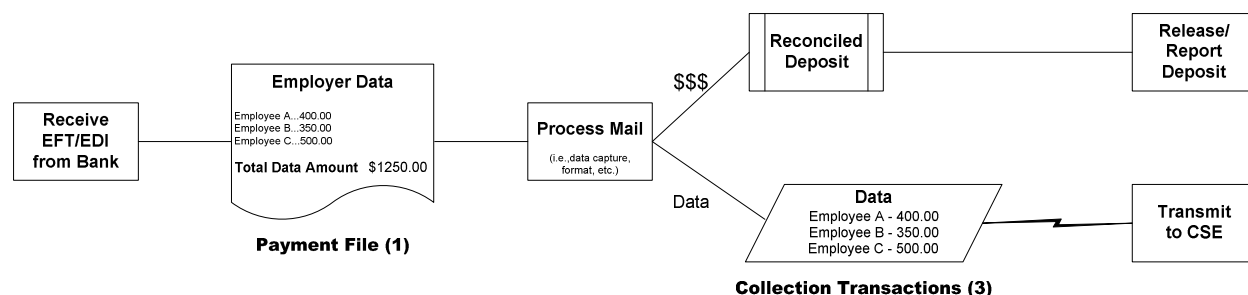 Receive
EFT/EDI
from Bank
Employer Data
Employee A...400.00
Employee B...350.00
Employee C...500.00
Total Data Amount $1250.00
Payment File (1)
Process Mail
(i.e.,data capture,
format, etc.)
$$$
Reconciled
Deposit
Release/
Report
Deposit
Data
Data
Employee A - 400.00
Employee B - 350.00
Employee C - 500.00
Collection Transactions (3)
Transmit
to CSE